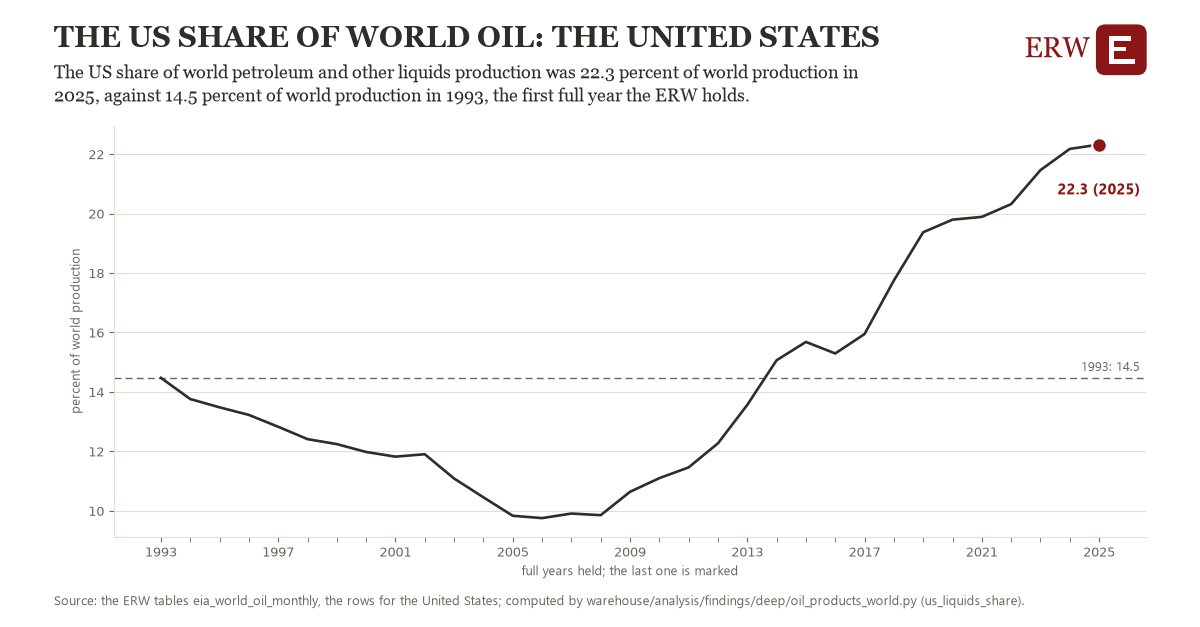 THE US SHARE OF WORLD OIL: THE UNITED STATES
The US share of world petroleum and other liquids production was 22.3 percent of world production in
2025, against 14.5 percent of world production in 1993, the first full year the ERW holds.
ERW E
percent of world production
22
20
18
16
14
12
10
22.3 (2025)
1993: 14.5
1993 1997 2001 2005 2009 2013 2017 2021 2025
full years held; the last one is marked
Source: the ERW tables eia_world_oil_monthly, the rows for the United States; computed by warehouse/analysis/findings/deep/oil_products_world.py (us_liquids_share).